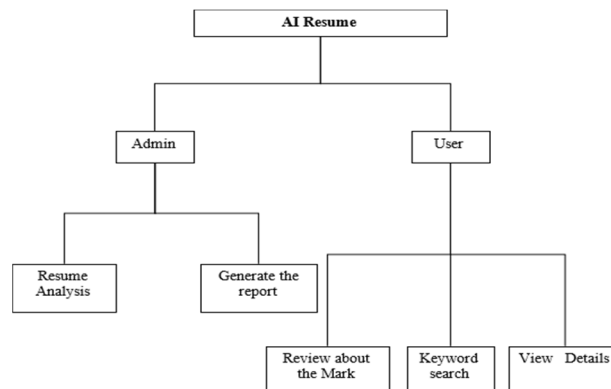 AI Resume
Admin
User
Resume
Analysis
Generate the
report
Review about
the Mark
Keyword
search
View Details